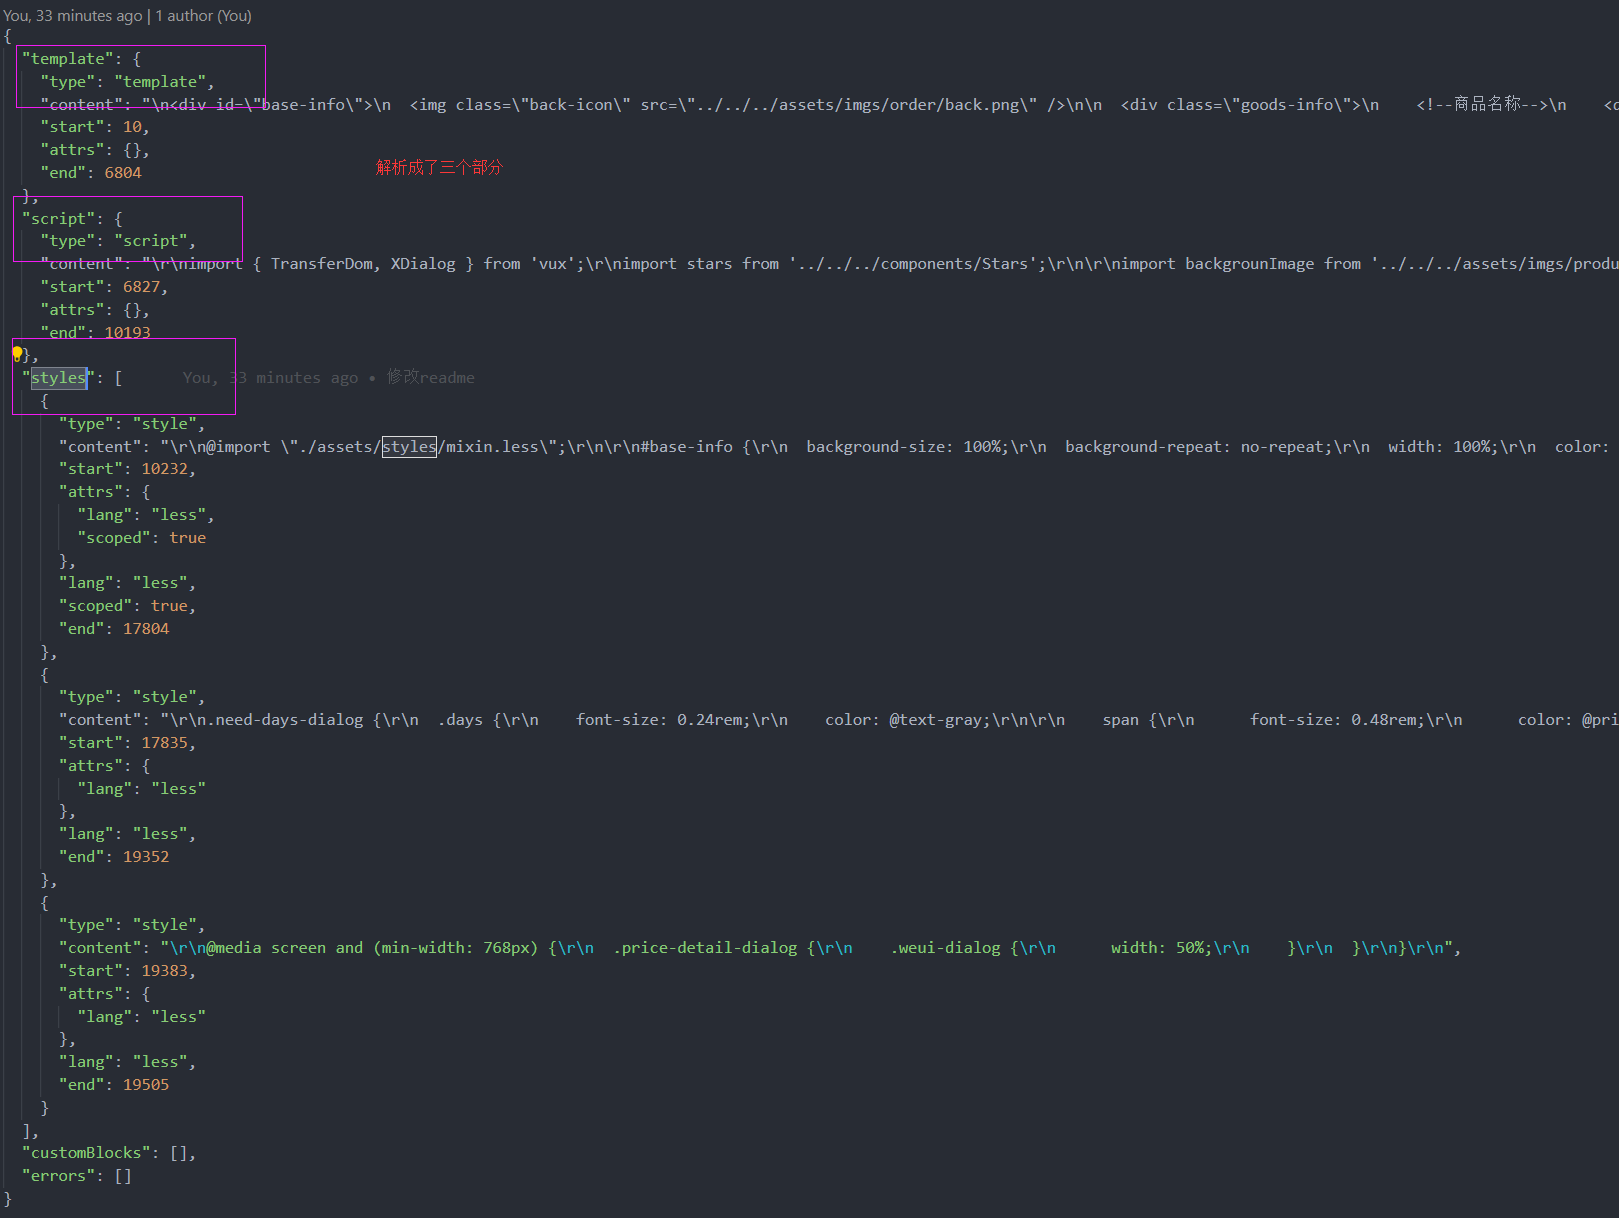 You, 33 minutes ago | 1 author (You)
{
"template": {
"type": "template",
"content": "\n<div id=\"base-info\">\n  <img class=\"back-icon\" src=\"../../../assets/imgs/order/back.png\" />\n\n  <div class=\"goods-info\">\n    <!--商品名称-->\n    <
"start": 10,
"attrs": {},
"end": 6804
解析成了三个部分
},
"script": {
"type": "script",
"content": "\r\nimport { TransferDom, XDialog } from 'vux';\r\nimport stars from '../../../components/Stars';\r\n\r\nimport backgrounImage from '../../../assets/imgs/produ
"start": 6827,
"attrs": {},
"end": 10193
},
"styles": [ You, 33 minutes ago • 修改readme
{
"type": "style",
"content": "\r\n@import \"./assets/styles/mixin.less\";\r\n\r\n#base-info {\r\n  background-size: 100%;\r\n  background-repeat: no-repeat;\r\n  width: 100%;\r\n  color:
"start": 10232,
"attrs": {
"lang": "less",
"scoped": true
},
"lang": "less",
"scoped": true,
"end": 17804
},
{
"type": "style",
"content": "\r\n.need-days-dialog {\r\n  .days {\r\n    font-size: 0.24rem;\r\n    color: @text-gray;\r\n\r\n    span {\r\n      font-size: 0.48rem;\r\n      color: @pri
"start": 17835,
"attrs": {
"lang": "less"
},
"lang": "less",
"end": 19352
},
{
"type": "style",
"content": "\r\n@media screen and (min-width: 768px) {\r\n  .price-detail-dialog {\r\n    .weui-dialog {\r\n      width: 50%;\r\n    }\r\n  }\r\n}\r\n",
"start": 19383,
"attrs": {
"lang": "less"
},
"lang": "less",
"end": 19505
}
],
"customBlocks": [],
"errors": []
}